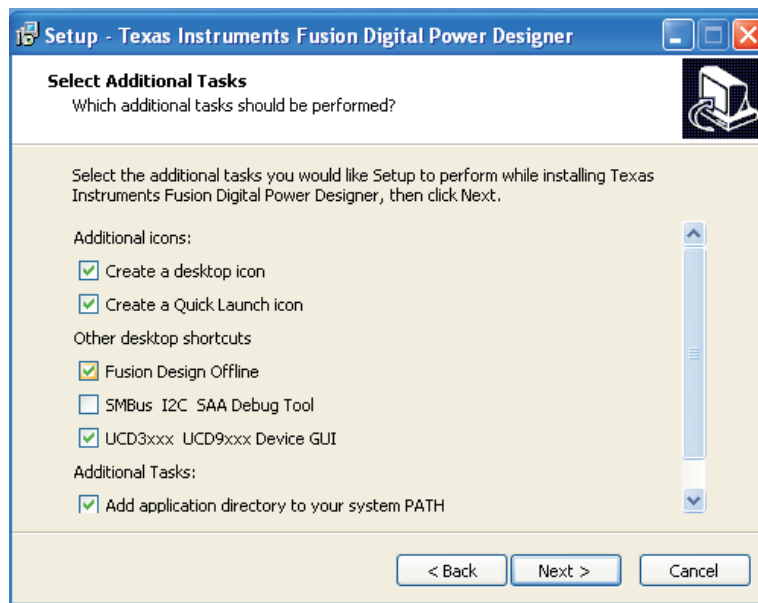 Setup - Texas Instruments Fusion Digital Power Designer
Select Additional Tasks
Which additional tasks should be performed?
Select the additional tasks you would like Setup to perform while installing Texas
Instruments Fusion Digital Power Designer, then click Next.
Additional icons:
Create a desktop icon
Create a Quick Launch icon
Other desktop shortcuts
Fusion Design Offline
SMBus I2C SAA Debug Tool
UCD3xxx UCD9xxx Device GUI
Additional Tasks:
Add application directory to your system PATH
< Back Next > Cancel